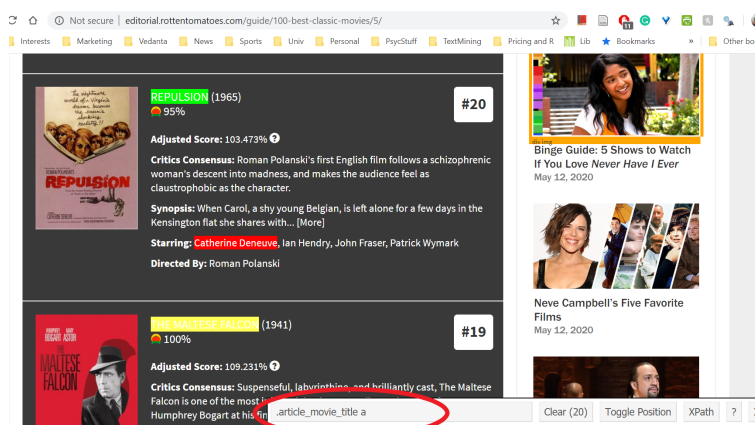 Not secure | editorial.rottentomatoes.com/guide/100-best-classic-movies/5/
Interests Marketing Vedanta News Sports Univ Personal PsycStuff TextMining Pricing and R Lib Bookmarks » Other bo
REPULSION (1965)
95%
#20
Adjusted Score: 103.473%
Critics Consensus: Roman Polanski's first English film follows a schizophrenic
woman's descent into madness, and makes the audience feel as
claustrophobic as the character.
Synopsis: When Carol, a shy young Belgian, is left alone for a few days in the
Kensington flat she shares with... [More]
Starring: Catherine Deneuve, Ian Hendry, John Fraser, Patrick Wymark
Directed By: Roman Polanski
REPULSION
THE MALTESE FALCON (1941)
100%
#19
Adjusted Score: 109.231%
Critics Consensus: Suspenseful, labyrinthine, and brilliantly cast, The Maltese
Falcon is one of the most
Humphrey Bogart at his fin
HUMPHREY MARY
BOGART ASTOR
THE
MALTESE
FALCON
div img
Binge Guide: 5 Shows to Watch
If You Love Never Have I Ever
May 12, 2020
Neve Campbell's Five Favorite
Films
May 12, 2020
.article_movie_title a
Clear (20) Toggle Position XPath ?